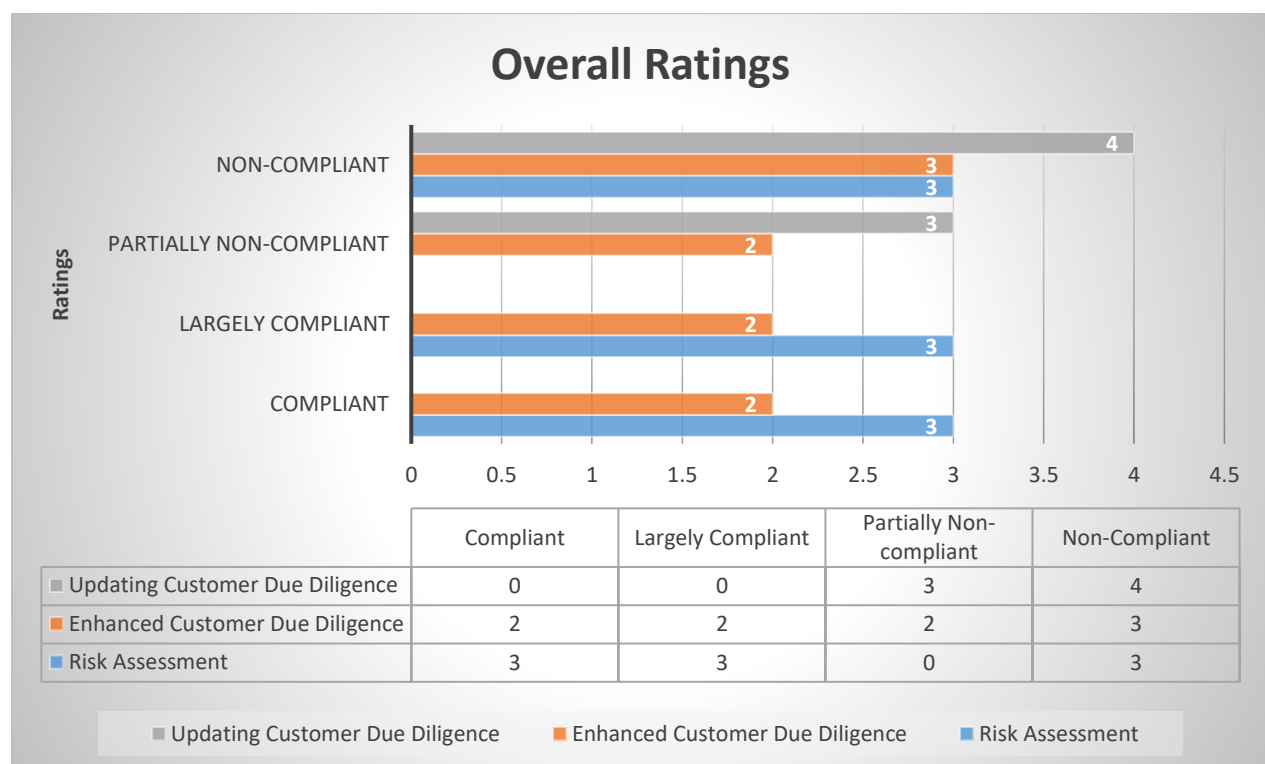 Overall Ratings
Ratings
NON-COMPLIANT
4
3
3
PARTIALLY NON-COMPLIANT
3
2
LARGELY COMPLIANT
2
3
COMPLIANT
2
3
0 0.5 1 1.5 2 2.5 3 3.5 4 4.5
Compliant Largely Compliant Partially Non-
compliant Non-Compliant
Updating Customer Due Diligence 0 0 3 4
Enhanced Customer Due Diligence 2 2 2 3
Risk Assessment 3 3 0 3
Updating Customer Due Diligence Enhanced Customer Due Diligence Risk Assessment